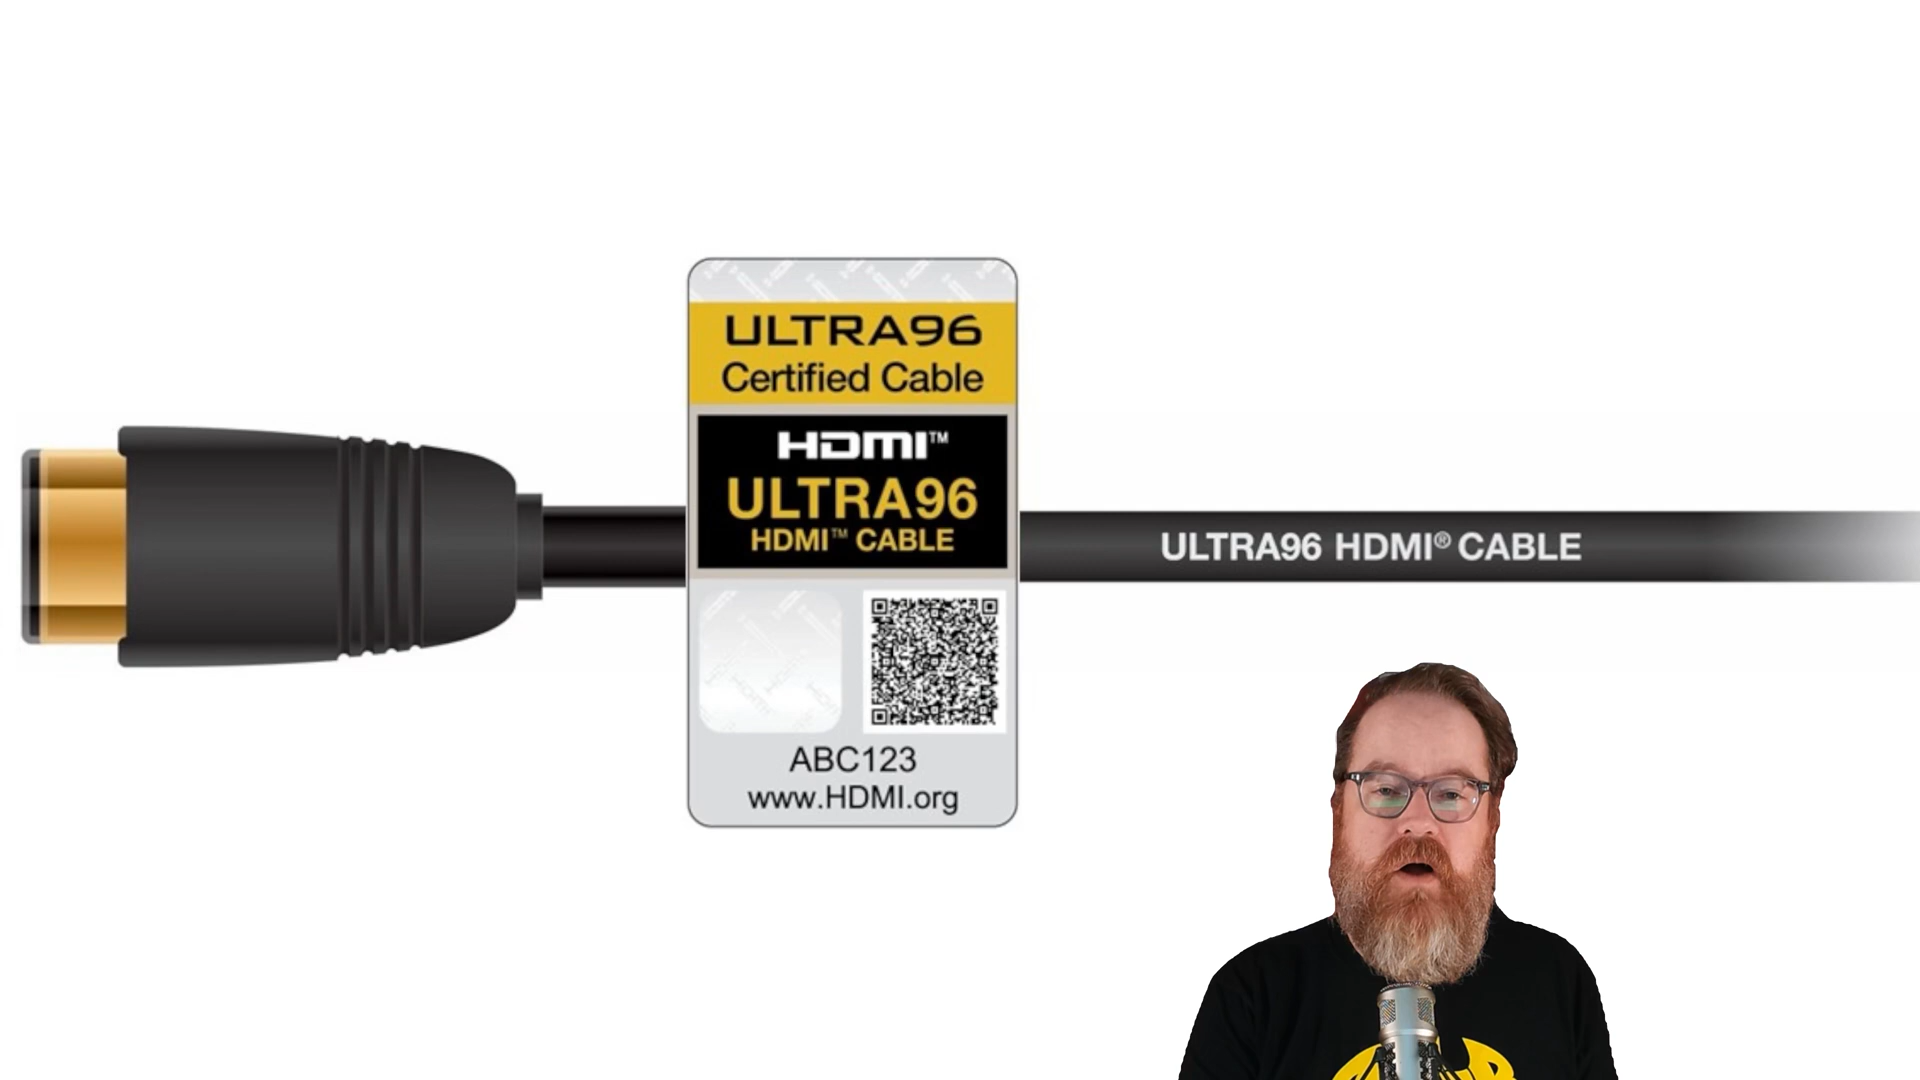 ULTRA96
Certified Cable
HDMI™
ULTRA96
HDMI™ CABLE
ABC123
www.HDMI.org
ULTRA96 HDMI® CABLE